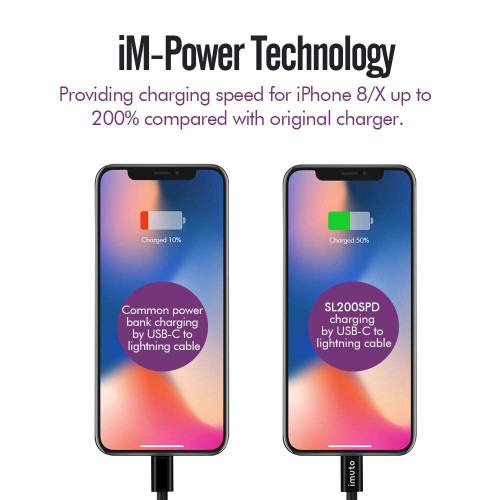 iM-Power Technology
Providing charging speed for iPhone 8/X up to
200% compared with original charger.
Charged 10%
Common power
bank charging
by USB-C to
lightning cable
Charged 50%
SL200SPD
charging
by USB-C to
lightning cable
imuto